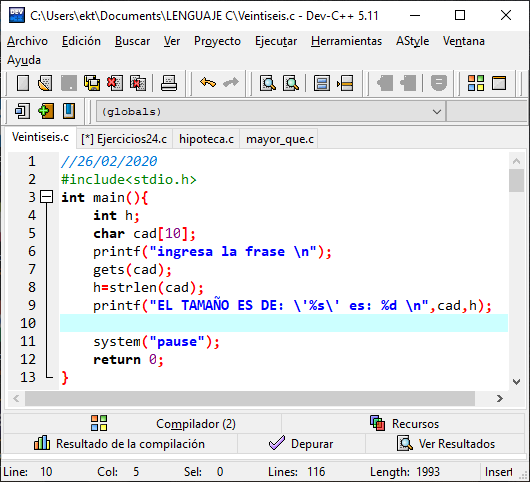 C:\Users\ekt\Documents\LENGUAJE C\Veintiseis.c - Dev-C++ 5.11
Archivo Edición Buscar Ver Proyecto Ejecutar Herramientas AStyle Ventana
Ayuda
(globals)
Veintiseis.c [*] Ejercicios24.c hipoteca.c mayor_que.c
1 //26/02/2020
2 #include<stdio.h>
3 int main(){
4 int h;
5 char cad[10];
6 printf("ingresa la frase \n");
7 gets(cad);
8 h=strlen(cad);
9 printf("EL TAMAÑO ES DE: \'%s\' es: %d \n",cad,h);
10
11 system("pause");
12 return 0;
13 }
Compilador (2) Recursos
Resultado de la compilación Depurar Ver Resultados
Line: 10 Col: 5 Sel: 0 Lines: 116 Length: 1993 Insert